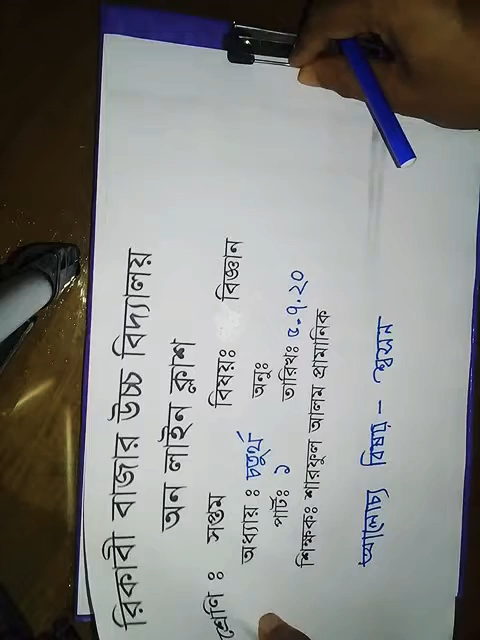 রিকাবী বাজার উচ্চ বিদ্যালয়
অন লাইন ক্লাশ
শ্রেণি : সপ্তম বিষয়ঃ বিজ্ঞান
অধ্যায় : চতুর্থ অনুঃ
পার্টঃ ১ তারিখঃ ৫.৭.২০
শিক্ষকঃ শারফুল আলম প্রামানিক
আলোচ্য বিষয় - শ্বসন